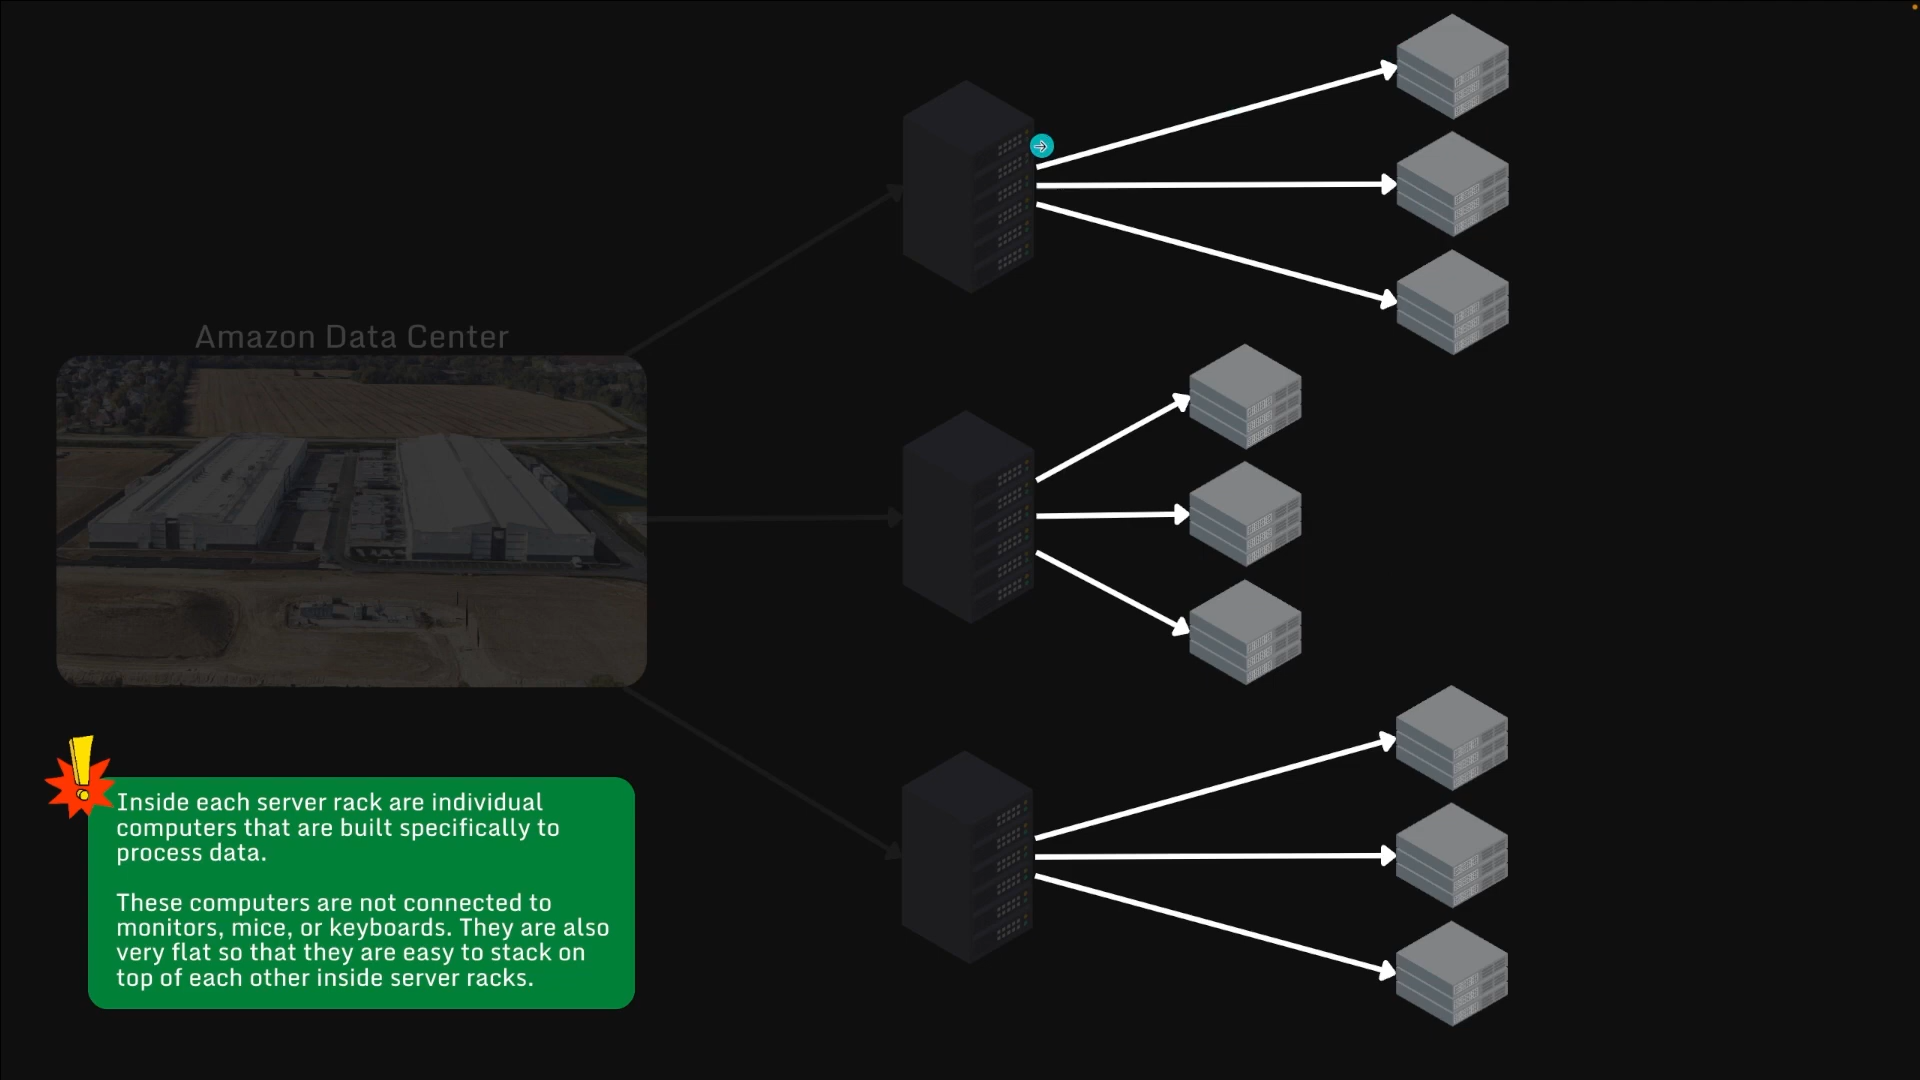 Amazon Data Center
Inside each server rack are individual
computers that are built specifically to
process data.
These computers are not connected to
monitors, mice, or keyboards. They are also
very flat so that they are easy to stack on
top of each other inside server racks.